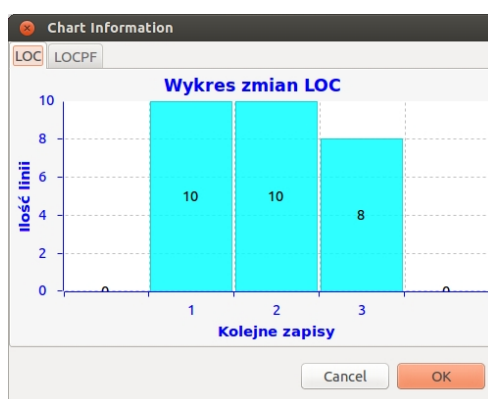 Chart Information
LOC LOCPF
Wykres zmian LOC
Ilość linii
10
8
6
4
2
0
0 10 10 8 0
1 2 3
Kolejne zapisy
Cancel OK